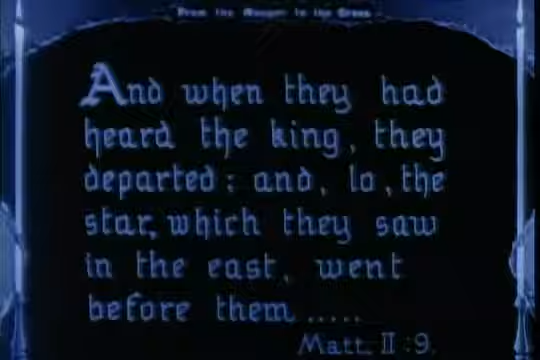 From the Manger to the Cross
And when they had
heard the king, they
departed: and, lo, the
star, which they saw
in the east, went
before them.....
Matt. II:9.